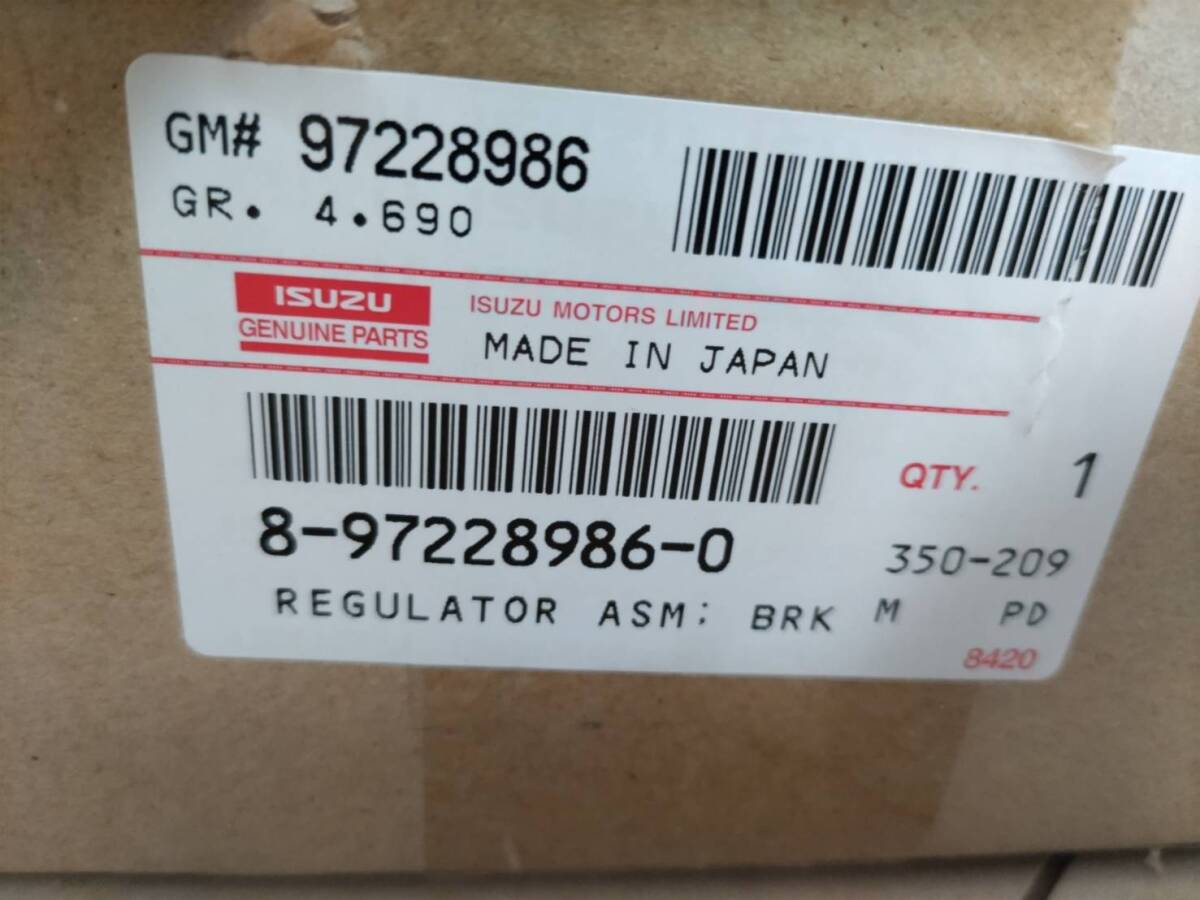 GM# 97228986
GR. 4.690
ISUZU
GENUINE PARTS
ISUZU MOTORS LIMITED
MADE IN JAPAN
QTY. 1
8-97228986-0
350-209
REGULATOR ASM; BRK M PD
8420